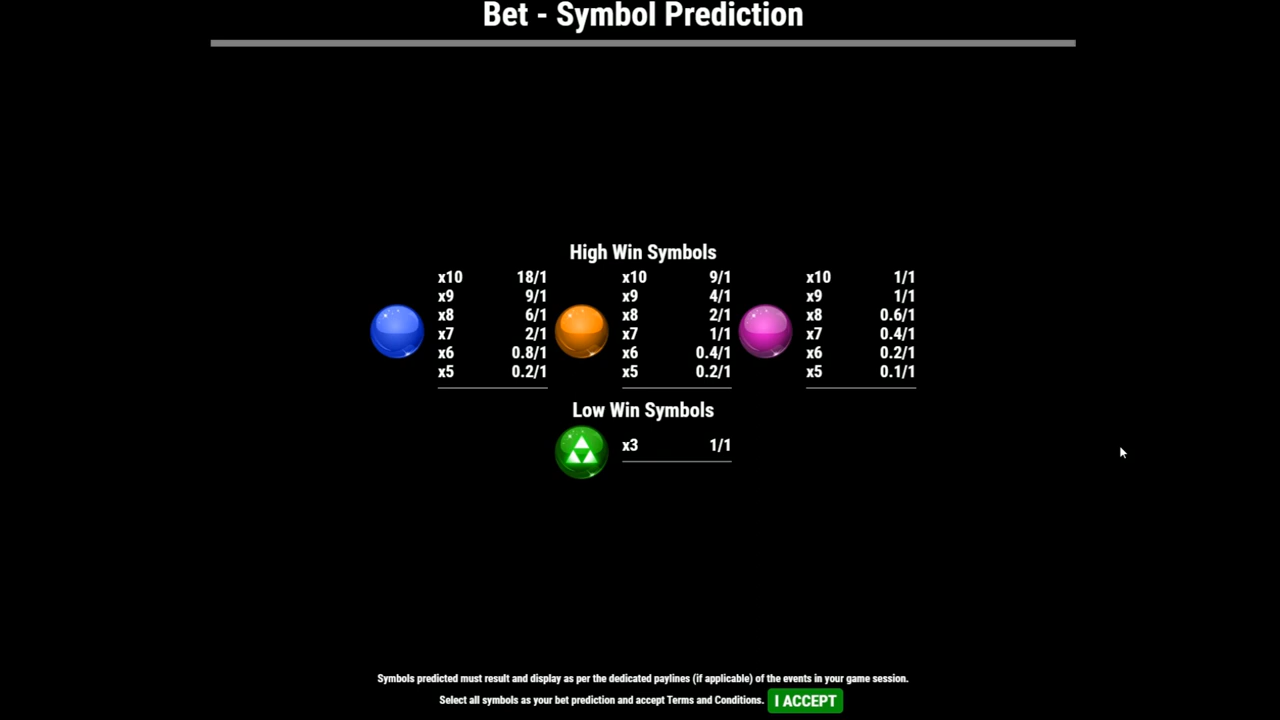 Bet - Symbol Prediction
High Win Symbols
x10 18/1 x10 9/1 x10 1/1
x9 9/1 x9 4/1 x9 1/1
x8 6/1 x8 2/1 x8 0.6/1
x7 2/1 x7 1/1 x7 0.4/1
x6 0.8/1 x6 0.4/1 x6 0.2/1
x5 0.2/1 x5 0.2/1 x5 0.1/1
Low Win Symbols
x3 1/1
Symbols predicted must result and display as per the dedicated paylines (if applicable) of the events in your game session.
Select all symbols as your bet prediction and accept Terms and Conditions. I ACCEPT